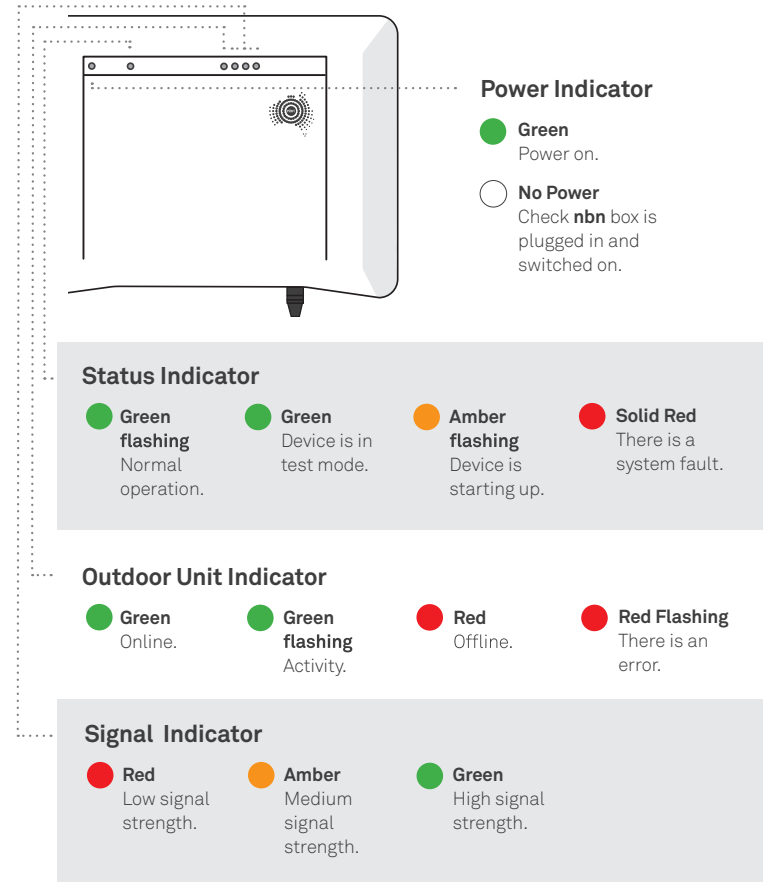 Power Indicator
Green
Power on.
No Power
Check nbn box is
plugged in and
switched on.
Status Indicator
Green
flashing
Normal
operation.
Green
Device is in
test mode.
Amber
flashing
Device is
starting up.
Solid Red
There is a
system fault.
Outdoor Unit Indicator
Green
Online.
Green
flashing
Activity.
Red
Offline.
Red Flashing
There is an
error.
Signal Indicator
Red
Low signal
strength.
Amber
Medium
signal
strength.
Green
High signal
strength.